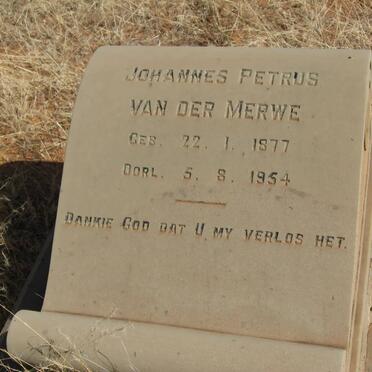 JOHANNES PETRUS
VAN DER MERWE
GEB. 22. 1. 1877
OORL. 5. 8. 1954
DANKIE GOD DAT U MY VERLOS HET.